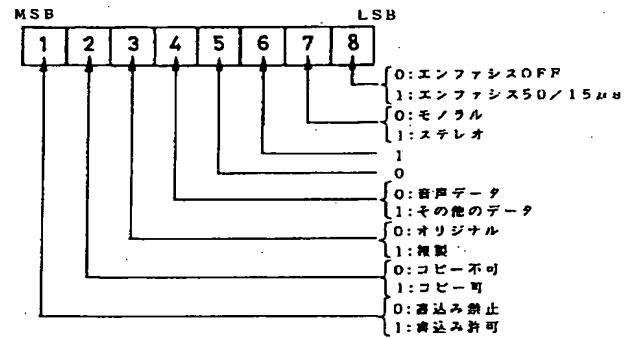 MSB LSB
1 2 3 4 5 6 7 8
0:エンファシスOFF
1:エンファシス50/15μs
0:モノラル
1:ステレオ
1
0
0:音声データ
1:その他のデータ
0:オリジナル
1:複製
0:コピー不可
1:コピー可
0:書込み禁止
1:書込み許可